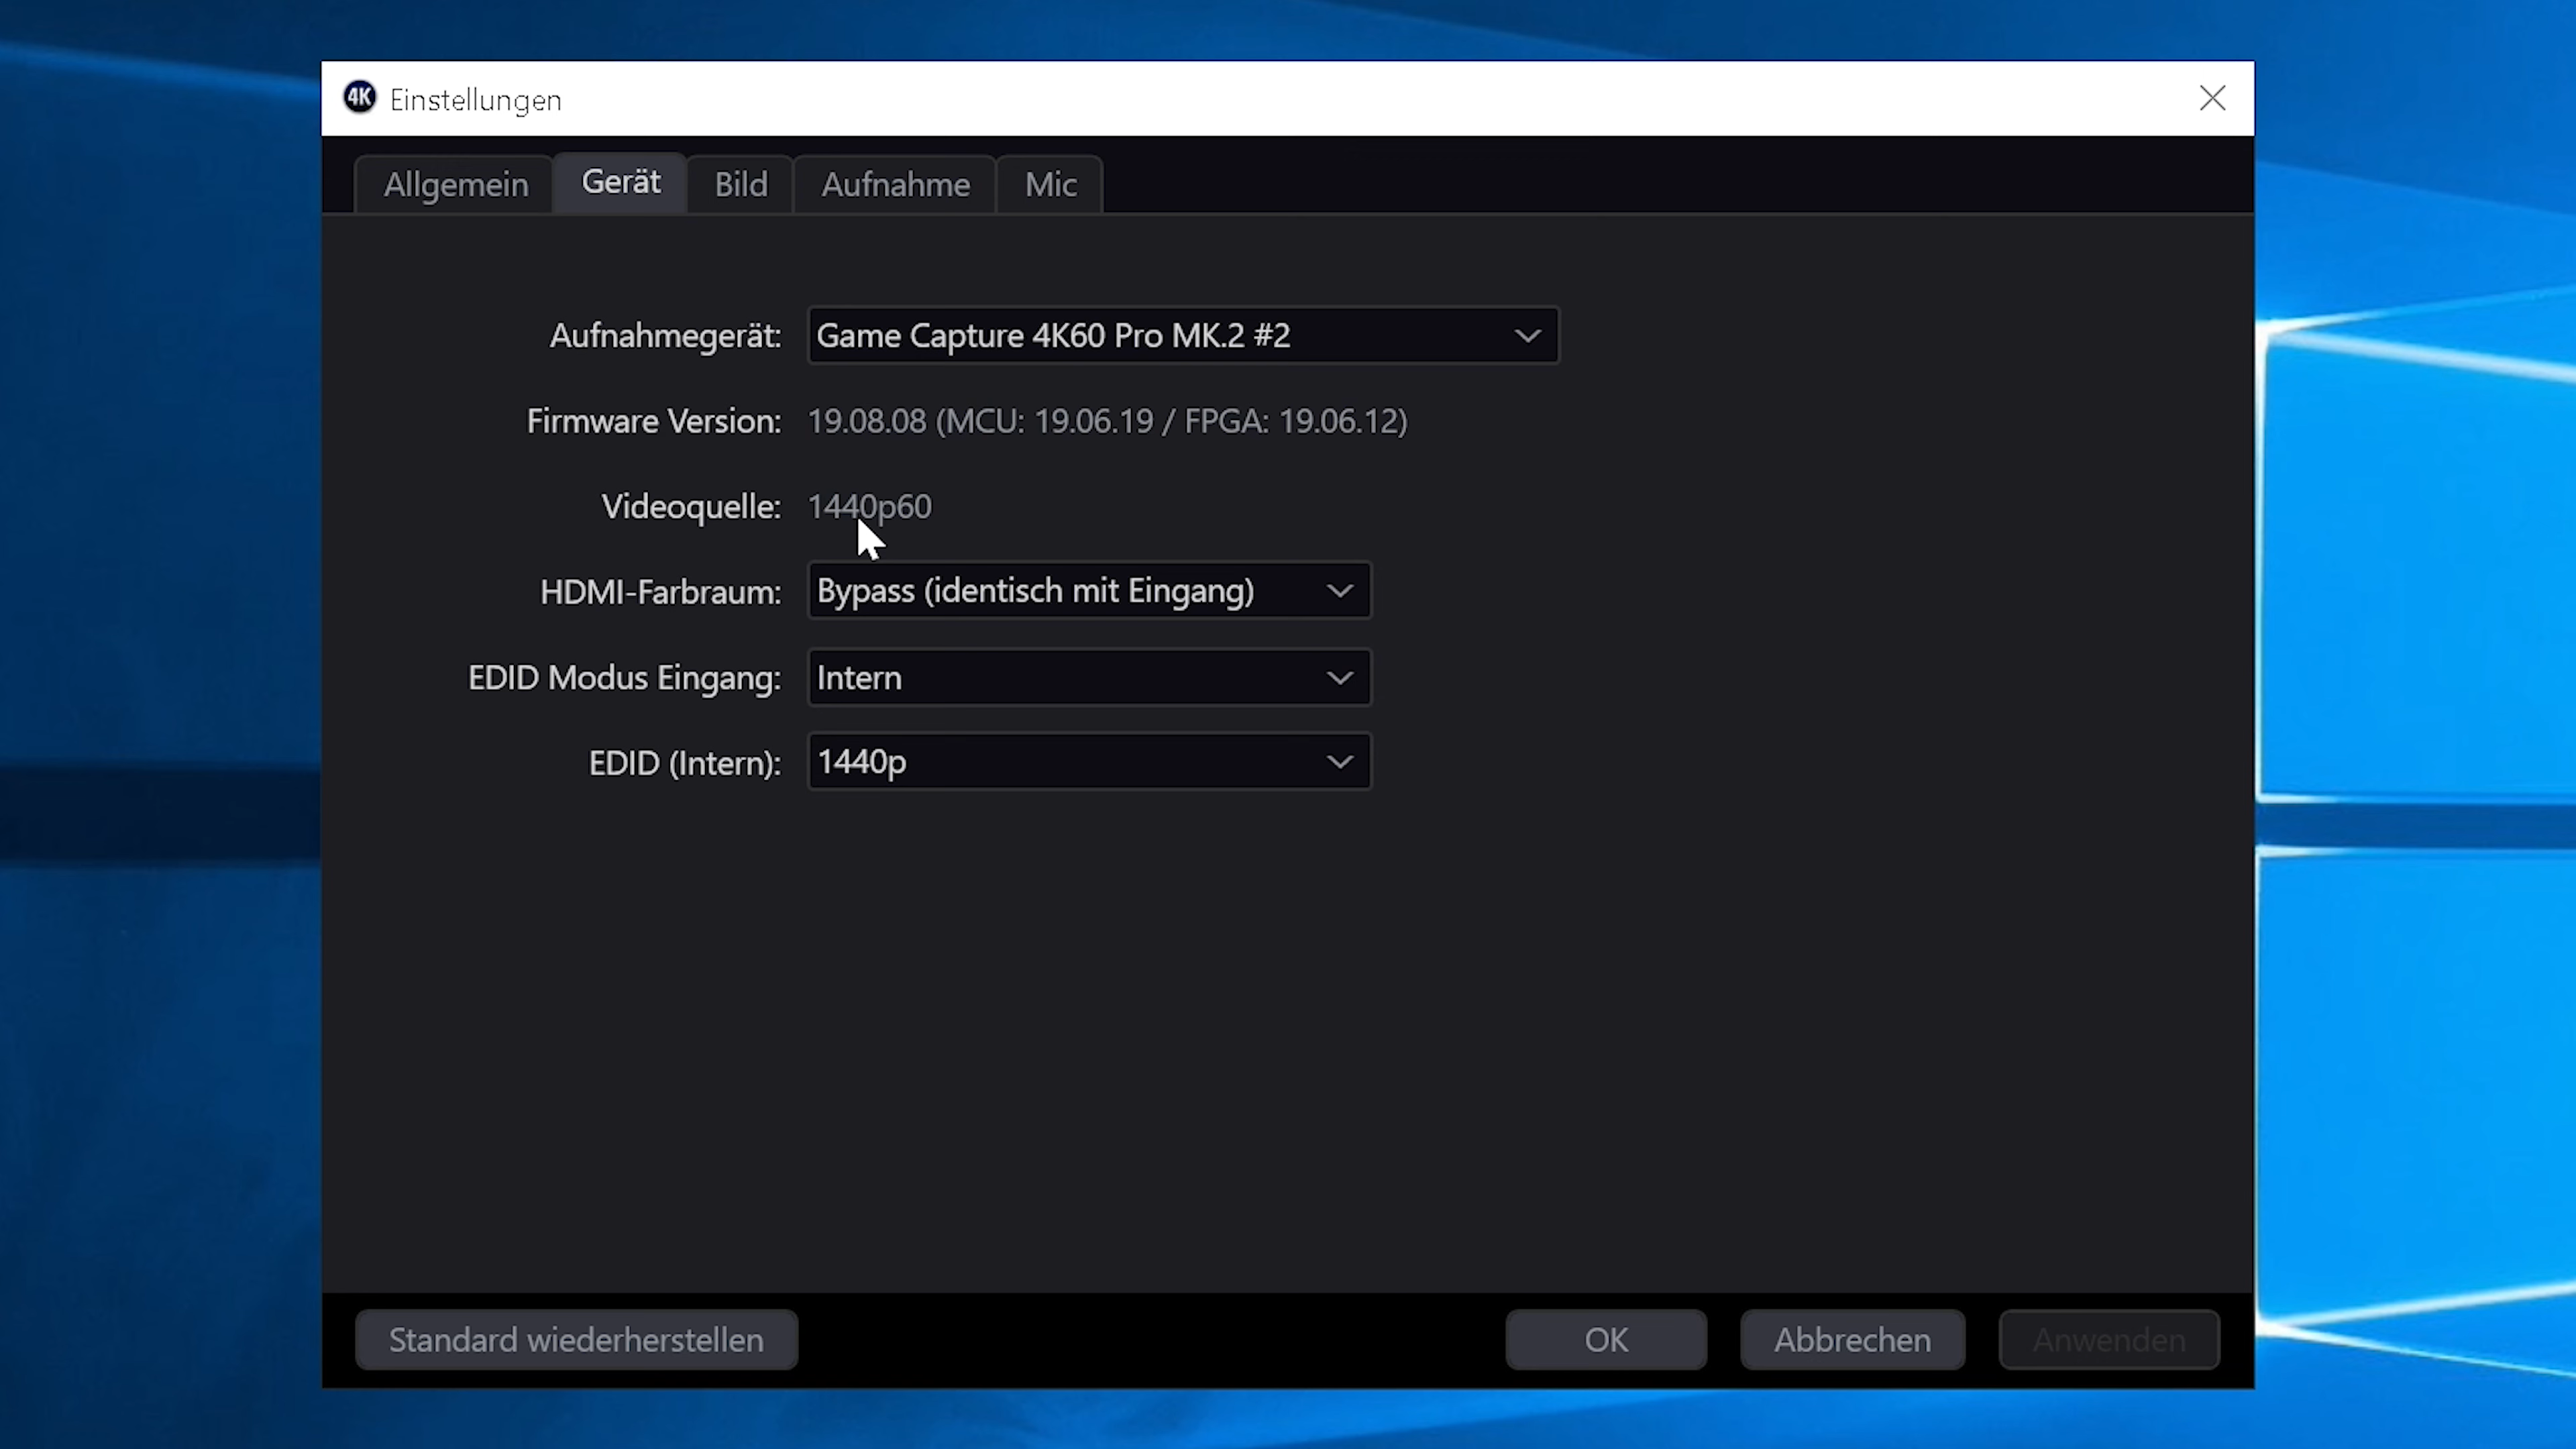 4K Einstellungen
Allgemein Gerät Bild Aufnahme Mic
Aufnahmegerät: Game Capture 4K60 Pro MK.2 #2
Firmware Version: 19.08.08 (MCU: 19.06.19 / FPGA: 19.06.12)
Videoquelle: 1440p60
HDMI-Farbraum: Bypass (identisch mit Eingang)
EDID Modus Eingang: Intern
EDID (Intern): 1440p
Standard wiederherstellen OK Abbrechen Anwenden